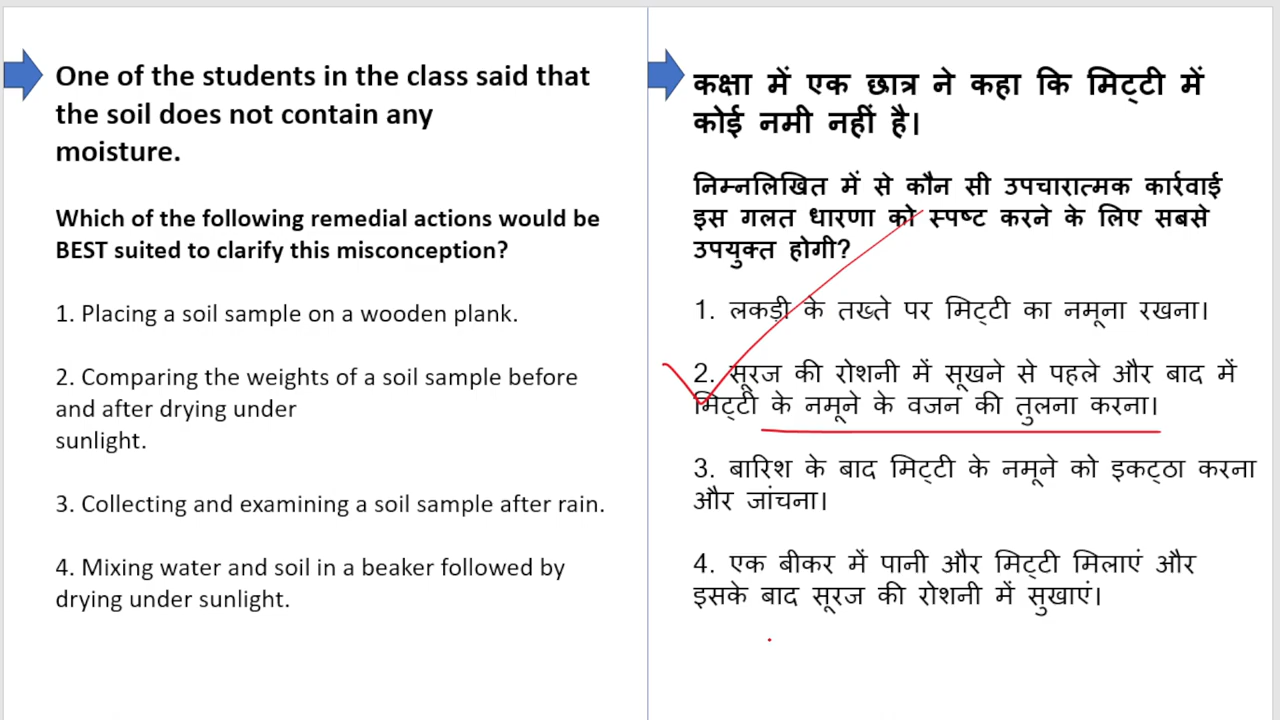 One of the students in the class said that
the soil does not contain any
moisture.
Which of the following remedial actions would be
BEST suited to clarify this misconception?
1. Placing a soil sample on a wooden plank.
2. Comparing the weights of a soil sample before
and after drying under
sunlight.
3. Collecting and examining a soil sample after rain.
4. Mixing water and soil in a beaker followed by
drying under sunlight.
कक्षा में एक छात्र ने कहा कि मिट्टी में
कोई नमी नहीं है।
निम्नलिखित में से कौन सी उपचारात्मक कार्रवाई
इस गलत धारणा को स्पष्ट करने के लिए सबसे
उपयुक्त होगी?
1. लकड़ी के तख्ते पर मिट्टी का नमूना रखना।
2. सूरज की रोशनी में सूखने से पहले और बाद में
मिट्टी के नमूने के वजन की तुलना करना।
3. बारिश के बाद मिट्टी के नमूने को इकट्ठा करना
और जांचना।
4. एक बीकर में पानी और मिट्टी मिलाएं और
इसके बाद सूरज की रोशनी में सुखाएं।